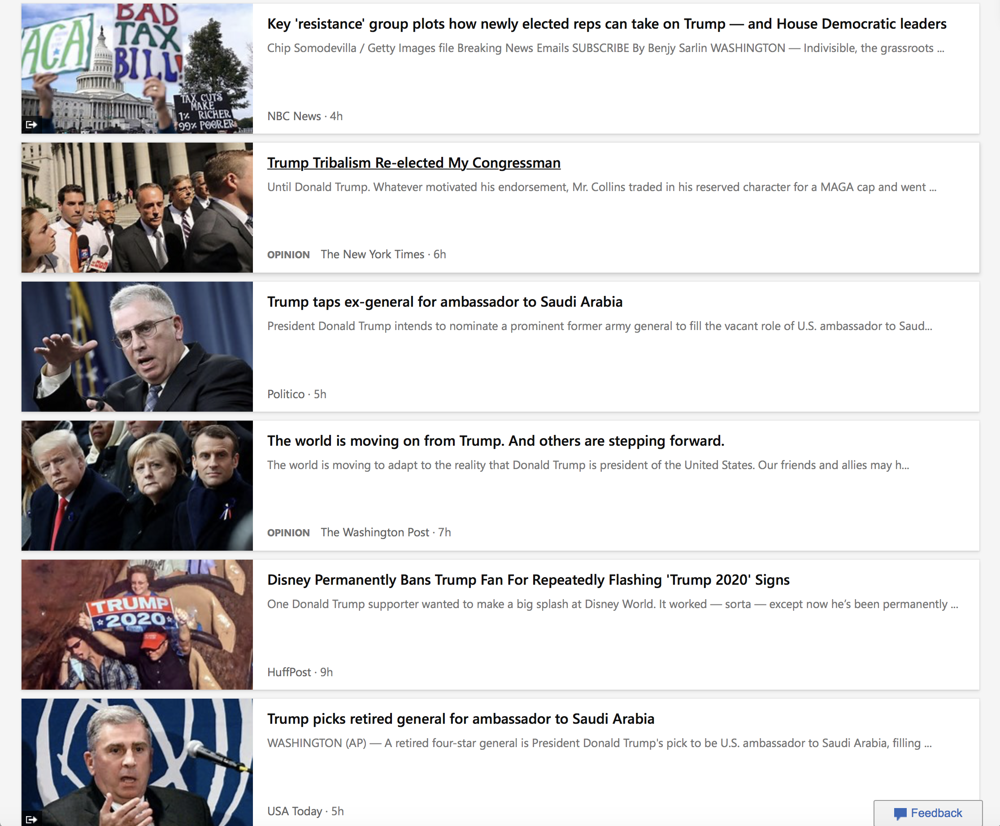 ACA
BAD
TAX
BILL!
TAX CUTS
MAKE
1% RICHER
99% POORER
Key 'resistance' group plots how newly elected reps can take on Trump — and House Democratic leaders
Chip Somodevilla / Getty Images file Breaking News Emails SUBSCRIBE By Benjy Sarlin WASHINGTON — Indivisible, the grassroots ...
NBC News · 4h
Trump Tribalism Re-elected My Congressman
Until Donald Trump. Whatever motivated his endorsement, Mr. Collins traded in his reserved character for a MAGA cap and went ...
OPINION The New York Times · 6h
Trump taps ex-general for ambassador to Saudi Arabia
President Donald Trump intends to nominate a prominent former army general to fill the vacant role of U.S. ambassador to Saud...
Politico · 5h
The world is moving on from Trump. And others are stepping forward.
The world is moving to adapt to the reality that Donald Trump is president of the United States. Our friends and allies may h...
OPINION The Washington Post · 7h
TRUMP
2020
Disney Permanently Bans Trump Fan For Repeatedly Flashing 'Trump 2020' Signs
One Donald Trump supporter wanted to make a big splash at Disney World. It worked — sorta — except now he’s been permanently ...
HuffPost · 9h
Trump picks retired general for ambassador to Saudi Arabia
WASHINGTON (AP) — A retired four-star general is President Donald Trump's pick to be U.S. ambassador to Saudi Arabia, filling ...
USA Today · 5h
Feedback